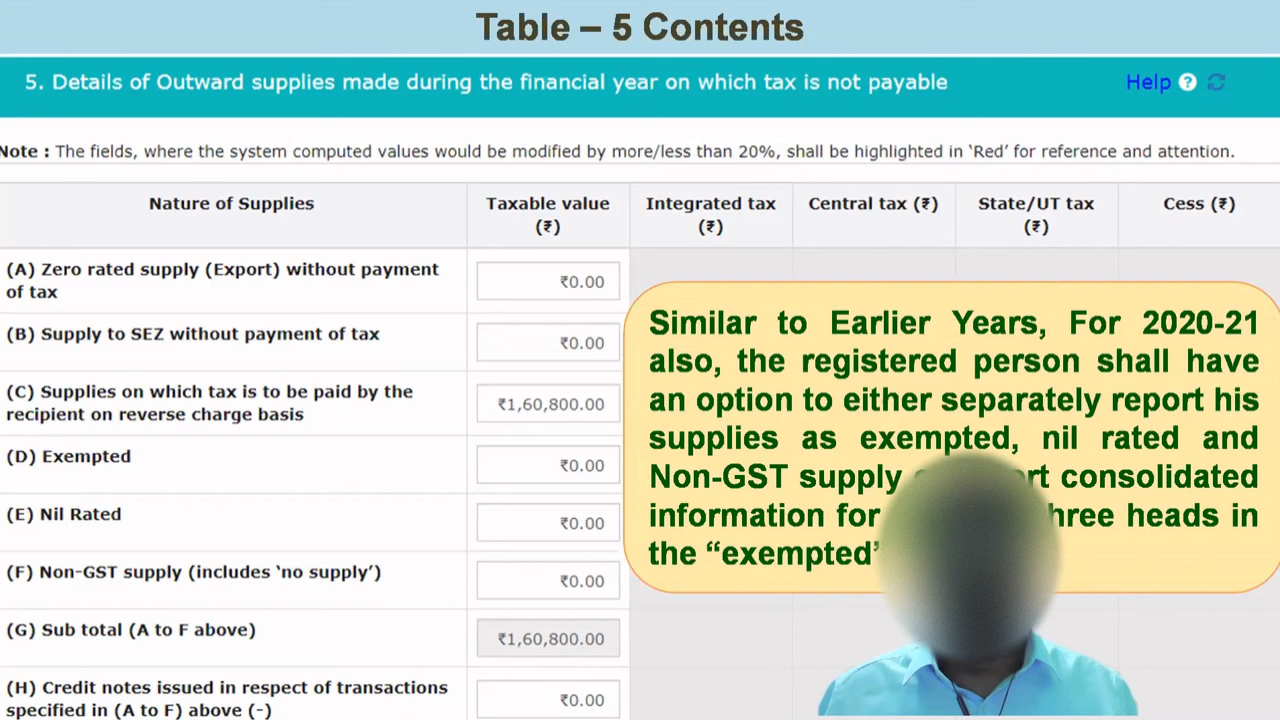 Table – 5 Contents
5. Details of Outward supplies made during the financial year on which tax is not payable
Help ?
Note : The fields, where the system computed values would be modified by more/less than 20%, shall be highlighted in ‘Red’ for reference and attention.
Nature of Supplies
Taxable value
(₹)
Integrated tax
(₹)
Central tax (₹)
State/UT tax
(₹)
Cess (₹)
(A) Zero rated supply (Export) without payment
of tax
₹0.00
(B) Supply to SEZ without payment of tax
₹0.00
(C) Supplies on which tax is to be paid by the
recipient on reverse charge basis
₹1,60,800.00
(D) Exempted
₹0.00
(E) Nil Rated
₹0.00
(F) Non-GST supply (includes ‘no supply’)
₹0.00
(G) Sub total (A to F above)
₹1,60,800.00
(H) Credit notes issued in respect of transactions
specified in (A to F) above (-)
₹0.00
Similar to Earlier Years, For 2020-21
also, the registered person shall have
an option to either separately report his
supplies as exempted, nil rated and
Non-GST supply consolidated
information for heads in
the “exempted”